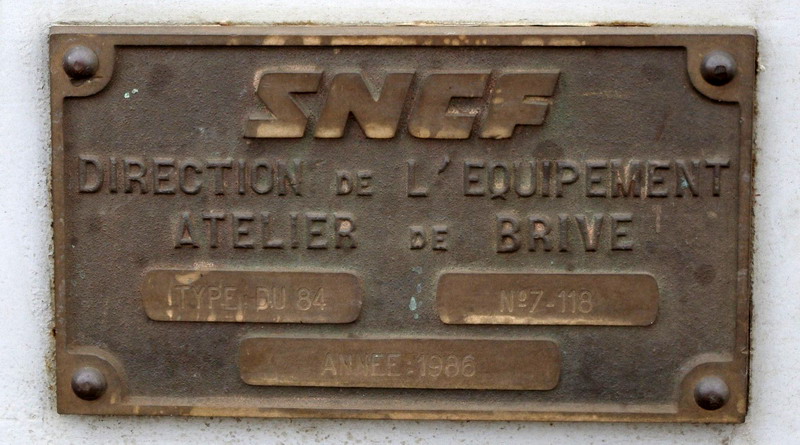 SNCF
DIRECTION DE L'EQUIPEMENT
ATELIER DE BRIVE
TYPE: DU 84 Nº7-118
ANNEE:1986